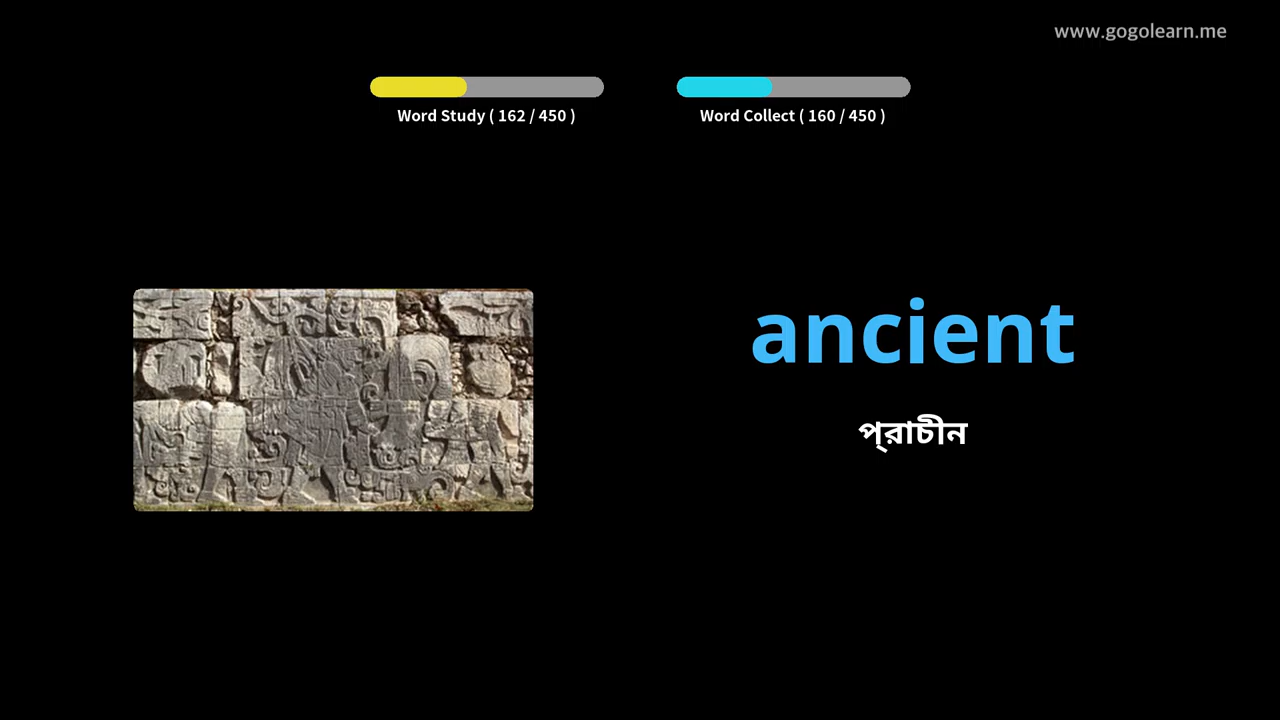 www.gogolearn.me
Word Study ( 162 / 450 )
Word Collect ( 160 / 450 )
ancient
প্রাচীন